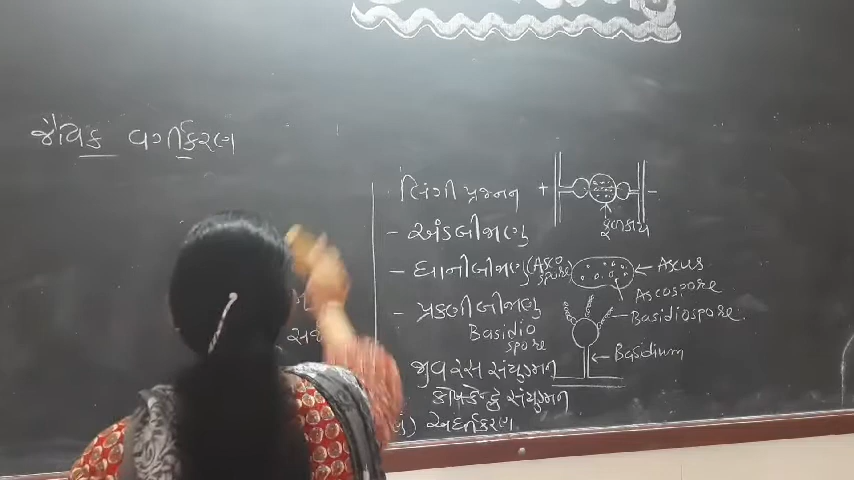 જૈવિક વર્ગીકરણ
લિંગી પ્રજનન + -
ફળકાય
- અંડબીજાણુ
- ધાનીબીજાણુ (Asco spore) ← Ascus
Ascospore
- પ્રકણીબીજાણુ
Basidiospore.
Basidio
spore
← Basidium
જીવરસ સંયુગ્મન
કોષકેન્દ્ર સંયુગ્મન
અર્ધીકરણ